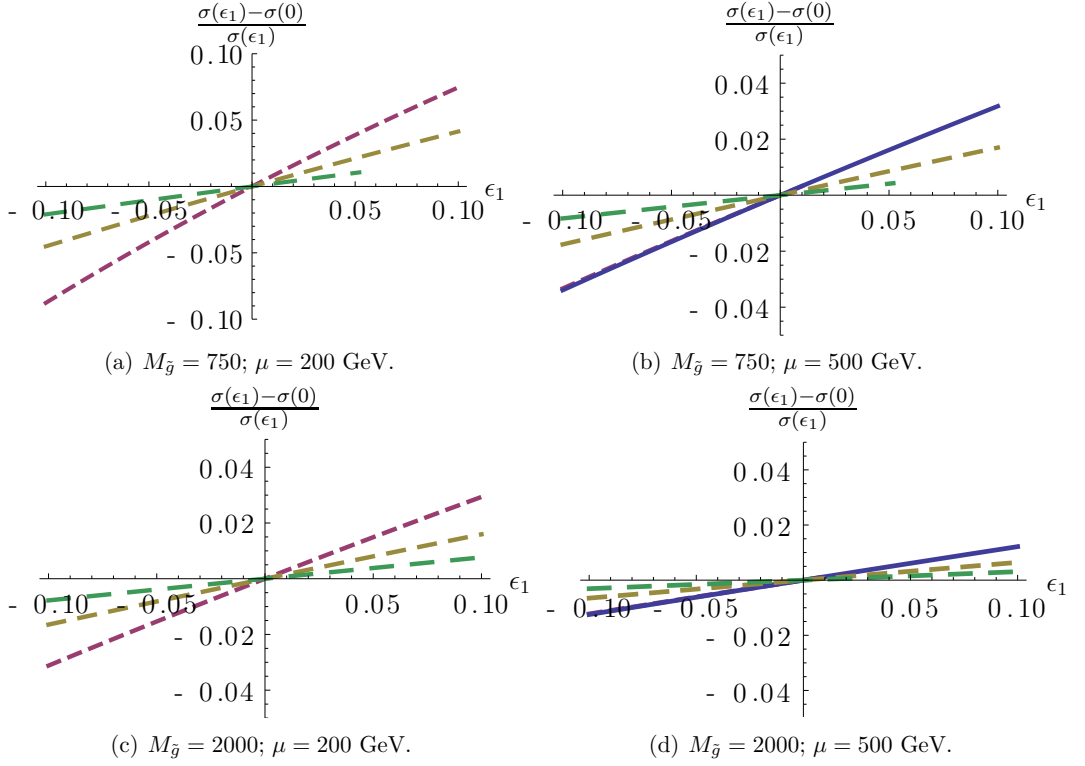 σ(ϵ₁)−σ(0)
σ(ϵ₁)
0.10
0.05
- 0.10 - 0.05 0.05 0.10 ϵ₁
- 0.05
- 0.10
(a) M_g̃ = 750; μ = 200 GeV.
σ(ϵ₁)−σ(0)
σ(ϵ₁)
0.04
0.02
- 0.10 - 0.05 0.05 0.10 ϵ₁
- 0.02
- 0.04
(b) M_g̃ = 750; μ = 500 GeV.
σ(ϵ₁)−σ(0)
σ(ϵ₁)
0.04
0.02
- 0.10 - 0.05 0.05 0.10 ϵ₁
- 0.02
- 0.04
(c) M_g̃ = 2000; μ = 200 GeV.
σ(ϵ₁)−σ(0)
σ(ϵ₁)
0.04
0.02
- 0.10 - 0.05 0.05 0.10 ϵ₁
- 0.02
- 0.04
(d) M_g̃ = 2000; μ = 500 GeV.